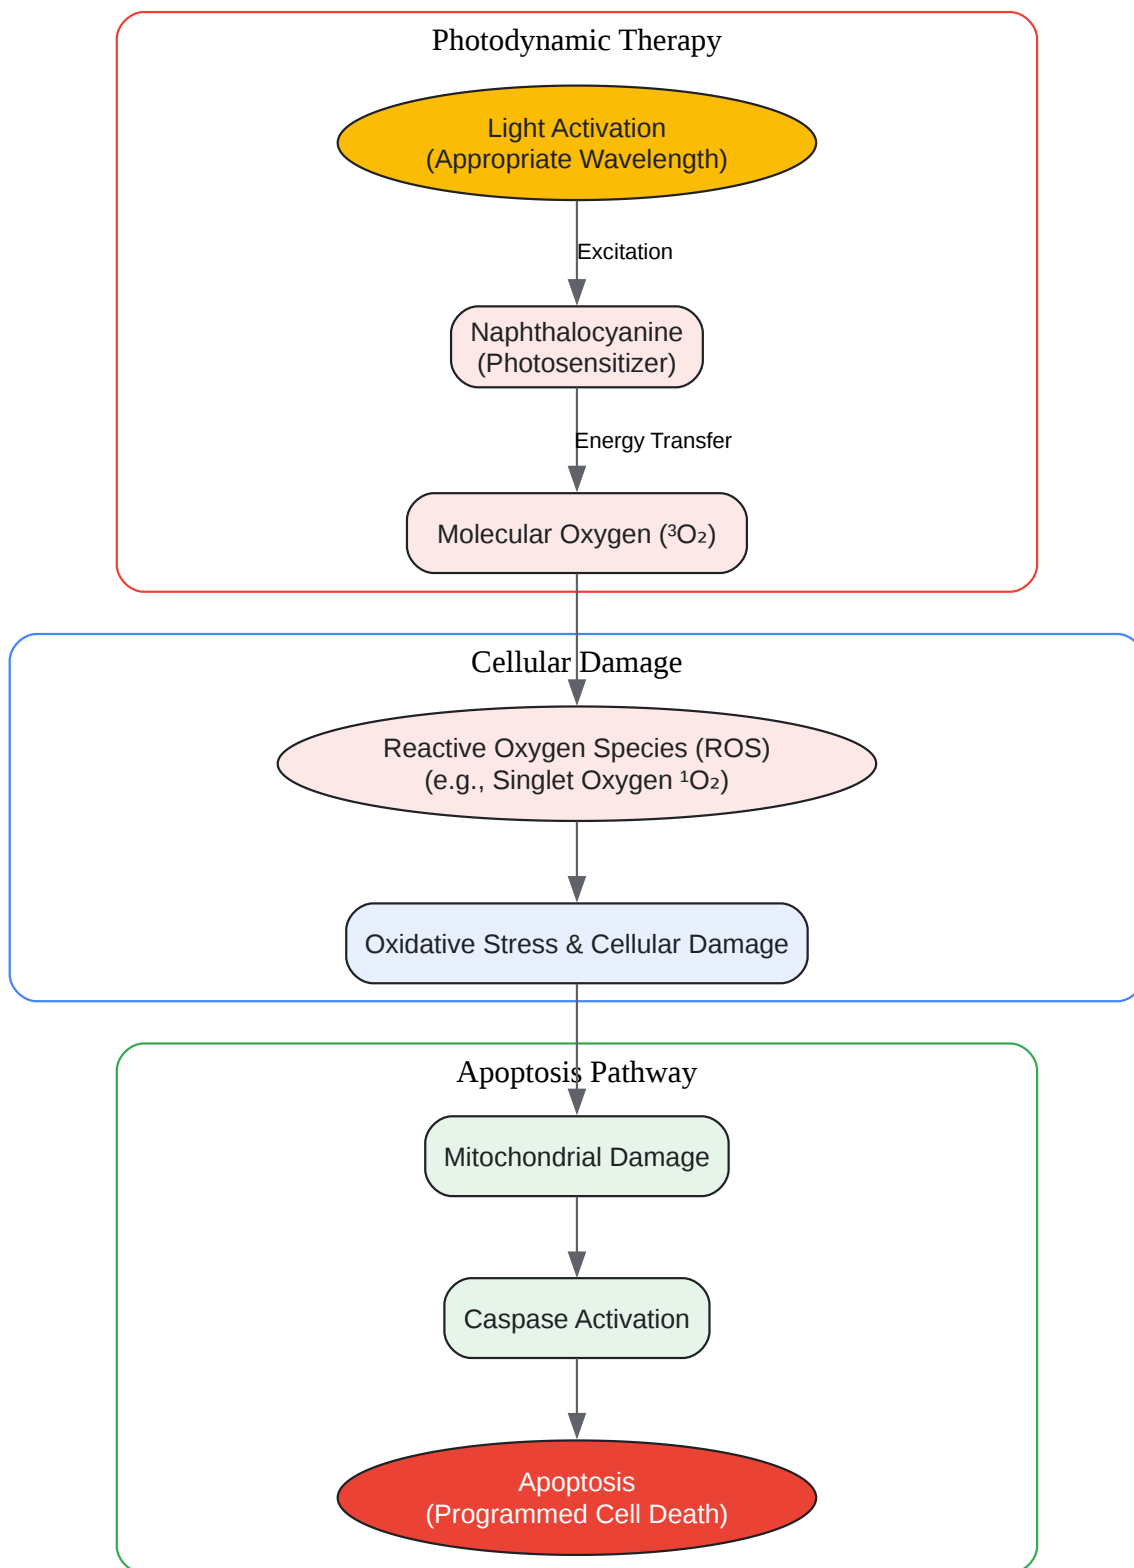 Photodynamic Therapy
Light Activation
(Appropriate Wavelength)
Excitation
Naphthalocyanine
(Photosensitizer)
Energy Transfer
Molecular Oxygen (³O₂)
Cellular Damage
Reactive Oxygen Species (ROS)
(e.g., Singlet Oxygen ¹O₂)
Oxidative Stress & Cellular Damage
Apoptosis Pathway
Mitochondrial Damage
Caspase Activation
Apoptosis
(Programmed Cell Death)